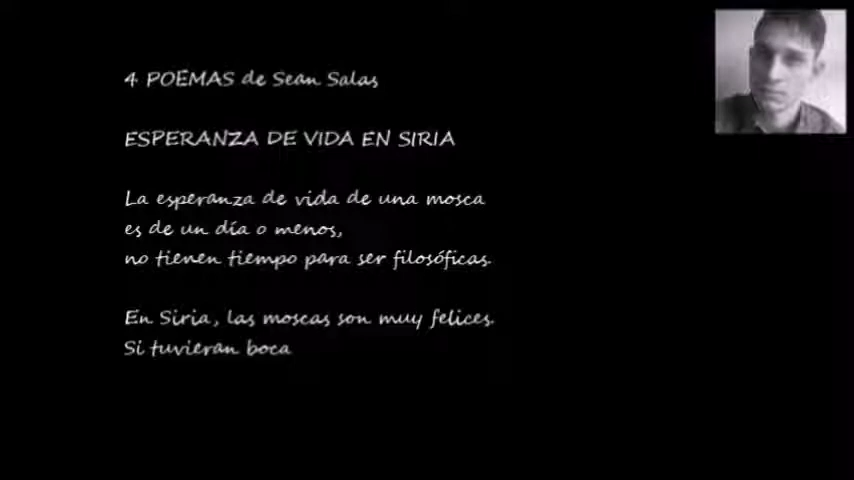 4 POEMAS de Sean Salas
ESPERANZA DE VIDA EN SIRIA
La esperanza de vida de una mosca
es de un día o menos,
no tienen tiempo para ser filosóficas.
En Siria, las moscas son muy felices.
Si tuvieran boca